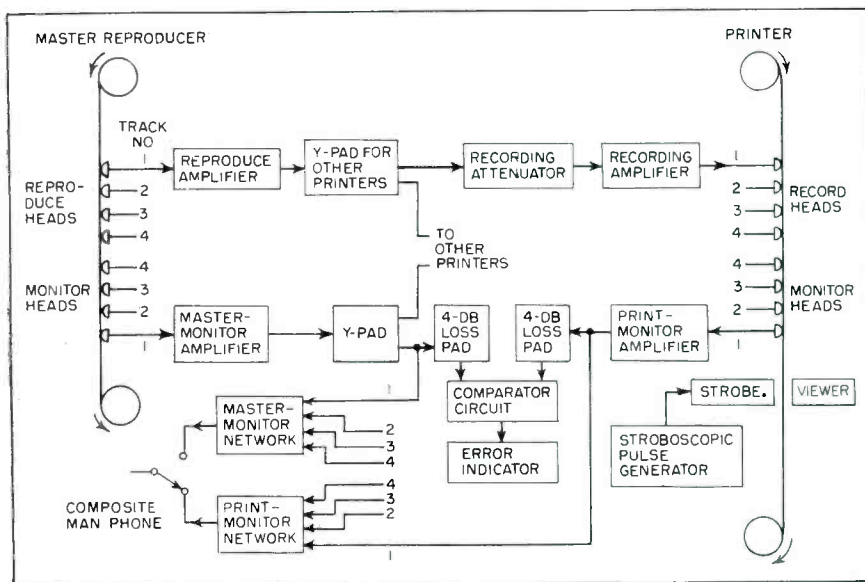 MASTER REPRODUCER
PRINTER
TRACK
NO
1
REPRODUCE
AMPLIFIER
Y-PAD FOR
OTHER
PRINTERS
RECORDING
ATTENUATOR
RECORDING
AMPLIFIER
1
REPRO-
DUCE
HEADS
2
3
4
2
3
4
RECORD
HEADS
TO
OTHER
PRINTERS
MONITOR
HEADS
4
3
2
1
4
3
2
1
MONITOR
HEADS
MASTER-
MONITOR
AMPLIFIER
Y-PAD
4-DB
LOSS
PAD
4-DB
LOSS
PAD
PRINT-
MONITOR
AMPLIFIER
COMPARATOR
CIRCUIT
ERROR
INDICATOR
STROBE.
VIEWER
STROBOSCOPIC
PULSE
GENERATOR
MASTER-
MONITOR
NETWORK
1
2
3
4
COMPOSITE
MAN PHONE
PRINT-
MONITOR
NETWORK
4
3
2
1